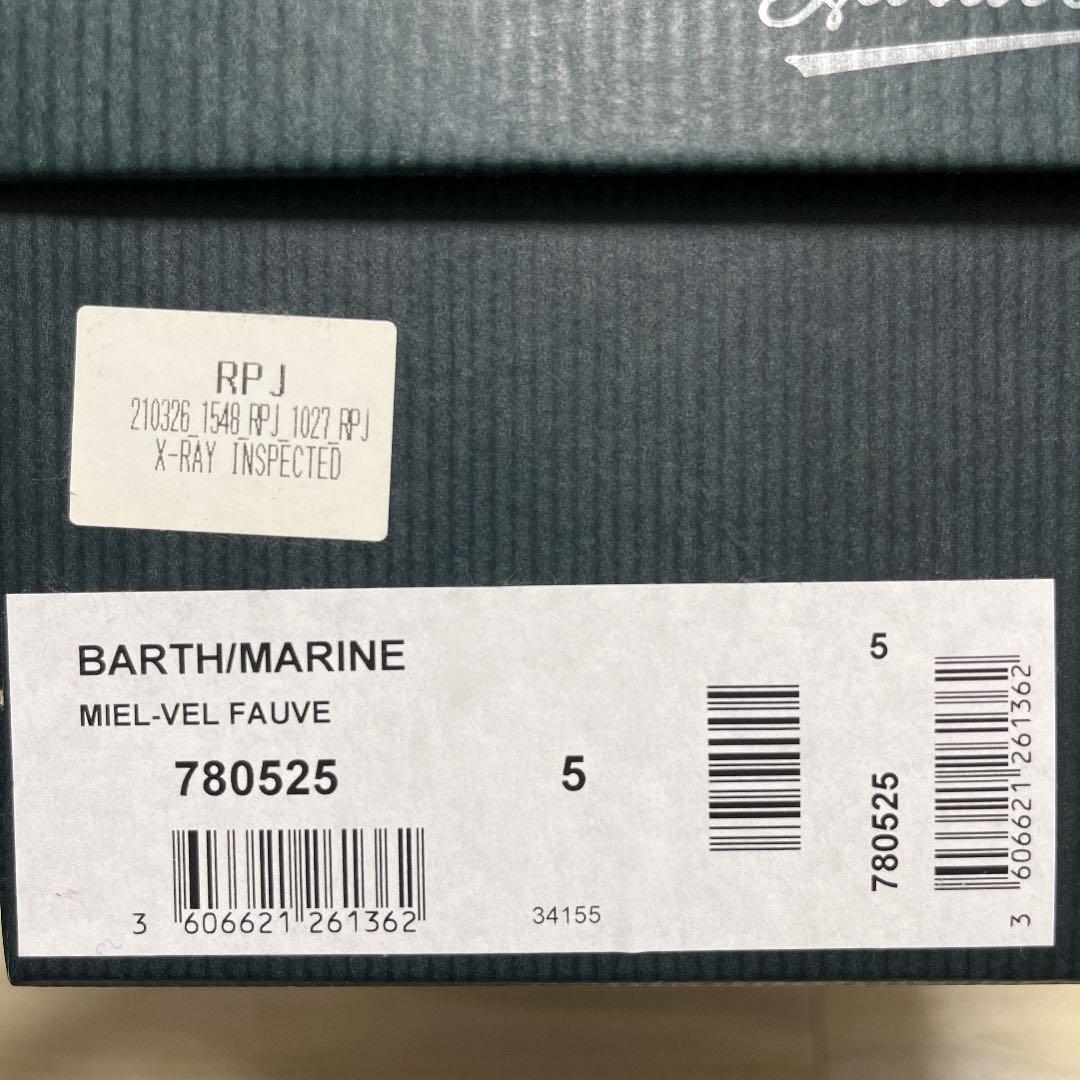 RPJ
210326_1548_RPJ_1027_RPJ
X-RAY INSPECTED
BARTH/MARINE
MIEL-VEL FAUVE
780525
5
3 606621 261362
34155
5
780525
3 606621 261362